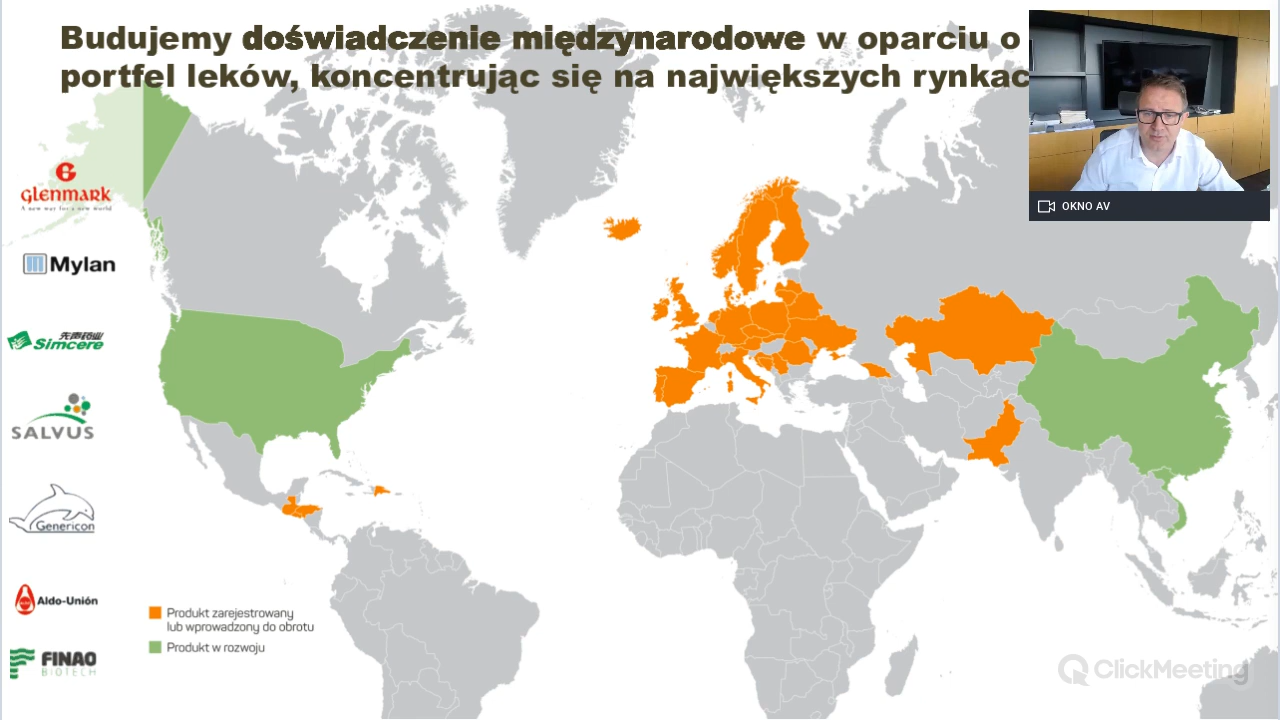 Budujemy doświadczenie międzynarodowe w oparciu o
portfel leków, koncentrując się na największych rynkac
OKNO AV
GLENMARK
A new way for a new world
Mylan
先声药业
Simcere
SALVUS
Genericon
Aldo-Unión
FINAO
BIOTECH
Produkt zarejestrowany
lub wprowadzony do obrotu
Produkt w rozwoju
ClickMeeting